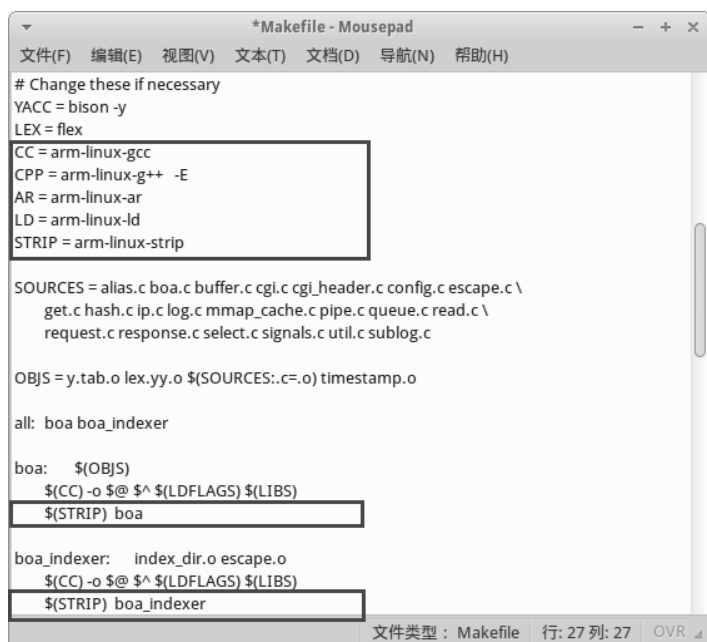 *Makefile - Mousepad
文件(F) 编辑(E) 视图(V) 文本(T) 文档(D) 导航(N) 帮助(H)
# Change these if necessary
YACC = bison -y
LEX = flex
CC = arm-linux-gcc
CPP = arm-linux-g++ -E
AR = arm-linux-ar
LD = arm-linux-ld
STRIP = arm-linux-strip
SOURCES = alias.c boa.c buffer.c cgi.c cgi_header.c config.c escape.c \
get.c hash.c ip.c log.c mmap_cache.c pipe.c queue.c read.c \
request.c response.c select.c signals.c util.c sublog.c
OBJS = y.tab.o lex.yy.o $(SOURCES:.c=.o) timestamp.o
all: boa boa_indexer
boa: $(OBJS)
$(CC) -o $@ $^ $(LDFLAGS) $(LIBS)
$(STRIP) boa
boa_indexer: index_dir.o escape.o
$(CC) -o $@ $^ $(LDFLAGS) $(LIBS)
$(STRIP) boa_indexer
文件类型： Makefile 行: 27 列: 27 OVR